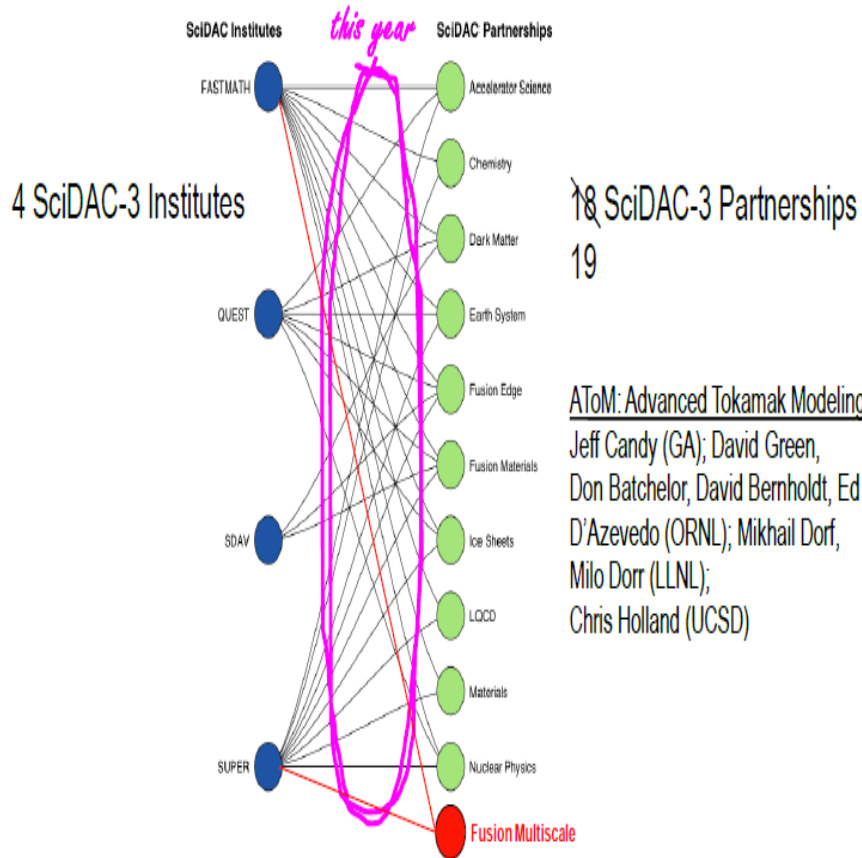 this year
SciDAC Institutes
SciDAC Partnerships
FASTMATH
QUEST
SDAV
SUPER
Accelerator Science
Chemistry
Dark Matter
Earth System
Fusion Edge
Fusion Materials
Ice Sheets
LQCD
Materials
Nuclear Physics
Fusion Multiscale
4 SciDAC-3 Institutes
18 SciDAC-3 Partnerships
19
AToM: Advanced Tokamak Modeling
Jeff Candy (GA); David Green,
Don Batchelor, David Bernholdt, Ed
D'Azevedo (ORNL); Mikhail Dorf,
Milo Dorr (LLNL);
Chris Holland (UCSD)